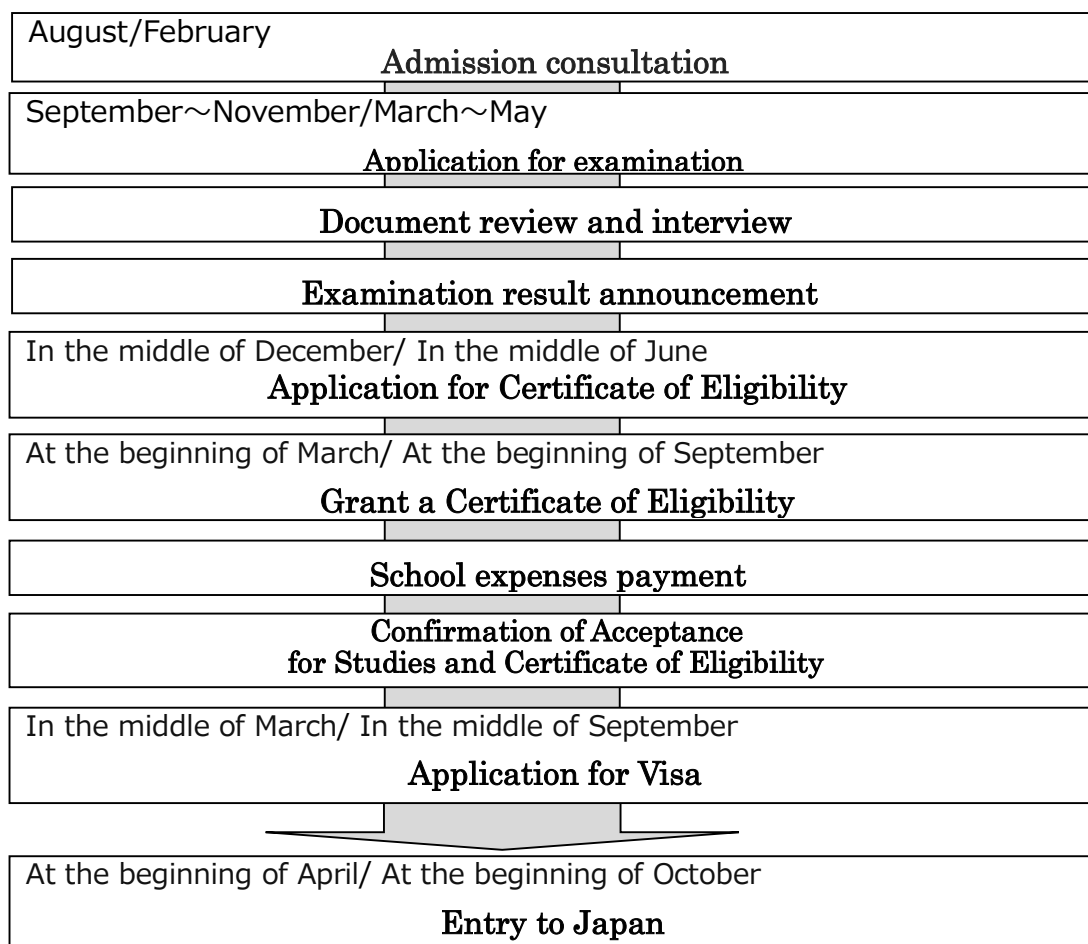 August/February
Admission consultation
September～November/March～May
Application for examination
Document review and interview
Examination result announcement
In the middle of December/ In the middle of June
Application for Certificate of Eligibility
At the beginning of March/ At the beginning of September
Grant a Certificate of Eligibility
School expenses payment
Confirmation of Acceptance
for Studies and Certificate of Eligibility
In the middle of March/ In the middle of September
Application for Visa
At the beginning of April/ At the beginning of October
Entry to Japan